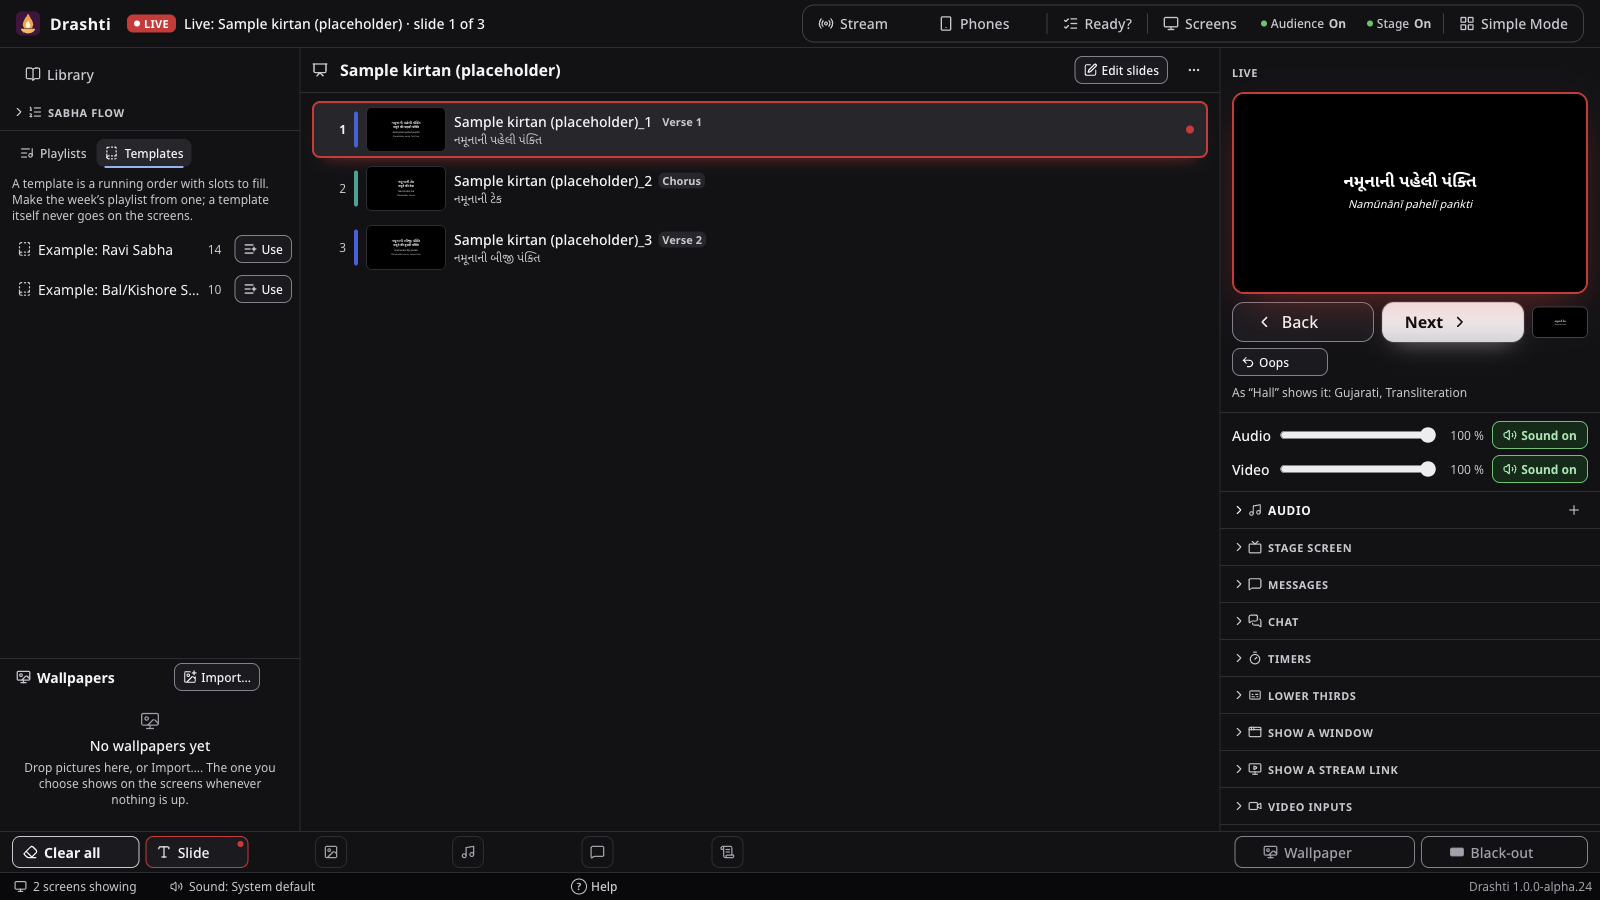 Drashti
LIVE
Live: Sample kirtan (placeholder) · slide 1 of 3
Stream
Phones
Ready?
Screens
Audience On
Stage On
Simple Mode
Library
SABHA FLOW
Playlists
Templates
A template is a running order with slots to fill.
Make the week’s playlist from one; a template
itself never goes on the screens.
Example: Ravi Sabha
14
Use
Example: Bal/Kishore S...
10
Use
Wallpapers
Import...
No wallpapers yet
Drop pictures here, or Import.... The one you
choose shows on the screens whenever
nothing is up.
Sample kirtan (placeholder)
Edit slides
1
Sample kirtan (placeholder)_1
Verse 1
નમૂનાની પહેલી પંક્તિ
2
Sample kirtan (placeholder)_2
Chorus
નમૂનાની ટેક
3
Sample kirtan (placeholder)_3
Verse 2
નમૂનાની બીજી પંક્તિ
LIVE
નમૂનાની પહેલી પંક્તિ
Namūnānī pahelī paṅkti
Back
Next
Oops
As “Hall” shows it: Gujarati, Transliteration
Audio
100 %
Sound on
Video
100 %
Sound on
AUDIO
STAGE SCREEN
MESSAGES
CHAT
TIMERS
LOWER THIRDS
SHOW A WINDOW
SHOW A STREAM LINK
VIDEO INPUTS
Clear all
Slide
Wallpaper
Black-out
2 screens showing
Sound: System default
Help
Drashti 1.0.0-alpha.24